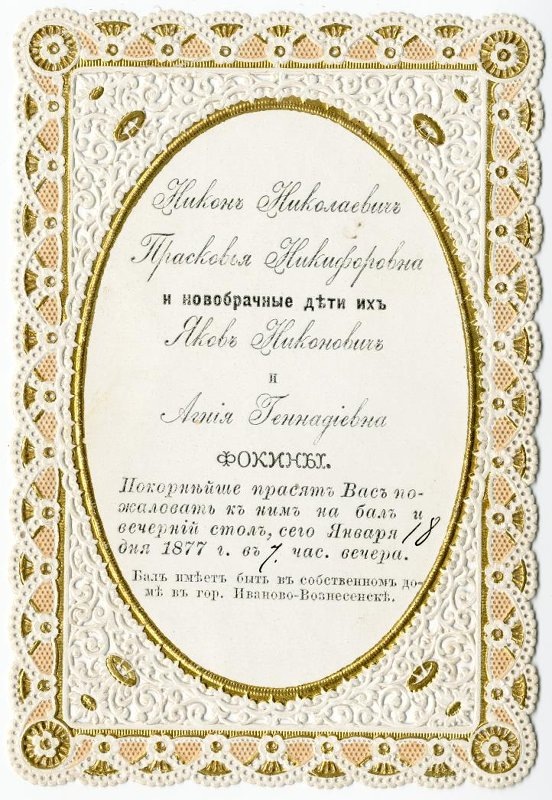 Никонъ Николаевичъ
Прасковья Никифоровна
и новобрачные дѣти ихъ
Яковъ Никоновичъ
и
Агнія Геннадіевна
ФОКИНЫ.
Покорнѣйше прасятъ Васъ по-
жаловать къ нимъ на балъ и
вечерній столъ, сего Января 18
дня 1877 г. въ 7. час. вечера.
Балъ имѣетъ быть въ собственномъ до-
мѣ въ гор. Иваново-Вознесенскѣ.